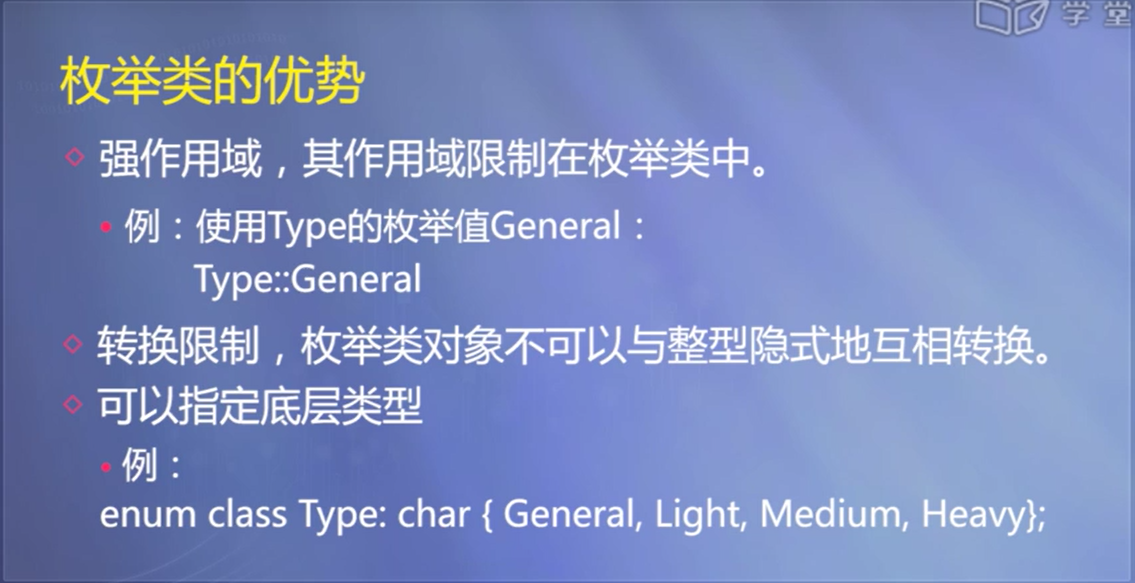 学堂
枚举类的优势
强作用域，其作用域限制在枚举类中。
例：使用Type的枚举值General：
Type::General
转换限制，枚举类对象不可以与整型隐式地互相转换。
可以指定底层类型
例：
enum class Type: char { General, Light, Medium, Heavy};